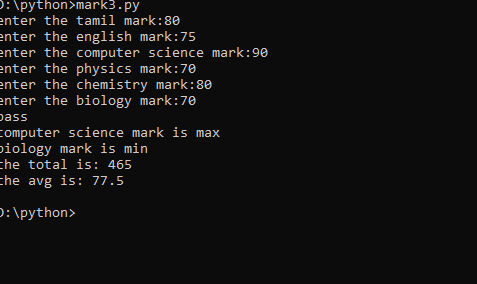 D:\python>mark3.py
enter the tamil mark:80
enter the english mark:75
enter the computer science mark:90
enter the physics mark:70
enter the chemistry mark:80
enter the biology mark:70
pass
computer science mark is max
biology mark is min
the total is: 465
the avg is: 77.5
D:\python>